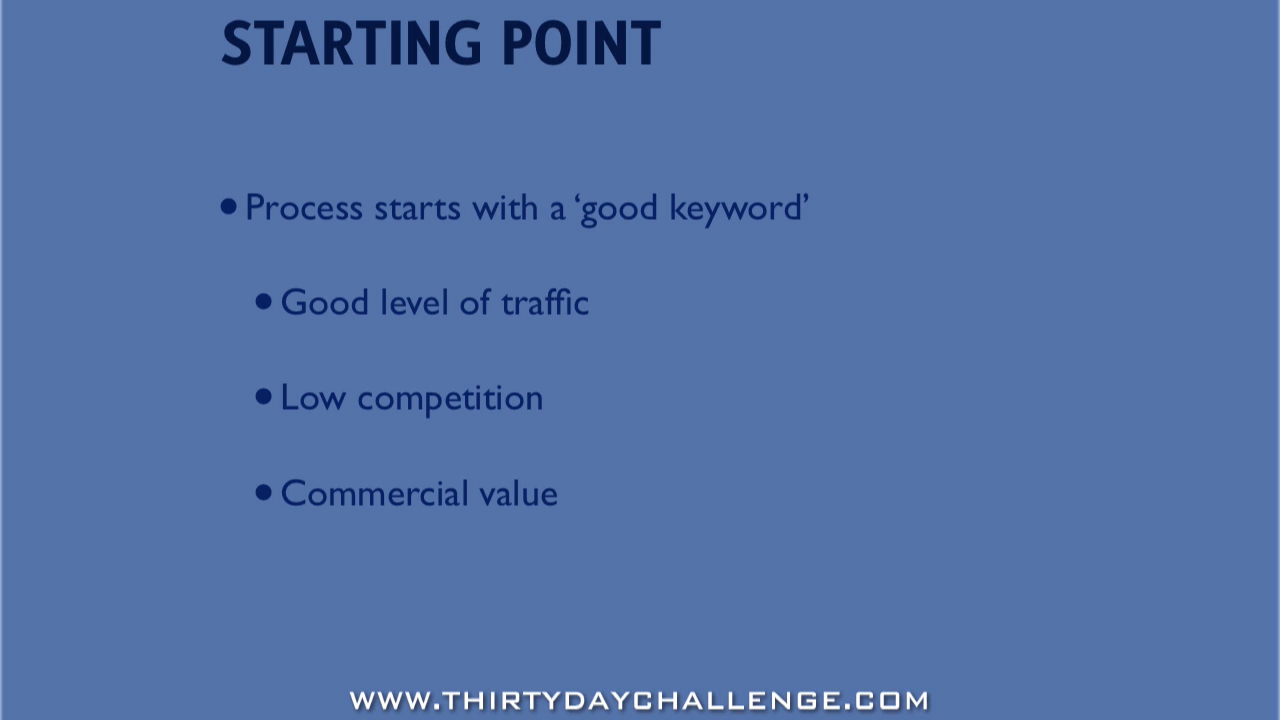 STARTING POINT
• Process starts with a ‘good keyword’
• Good level of traffic
• Low competition
• Commercial value
WWW.THIRTYDAYCHALLENGE.COM